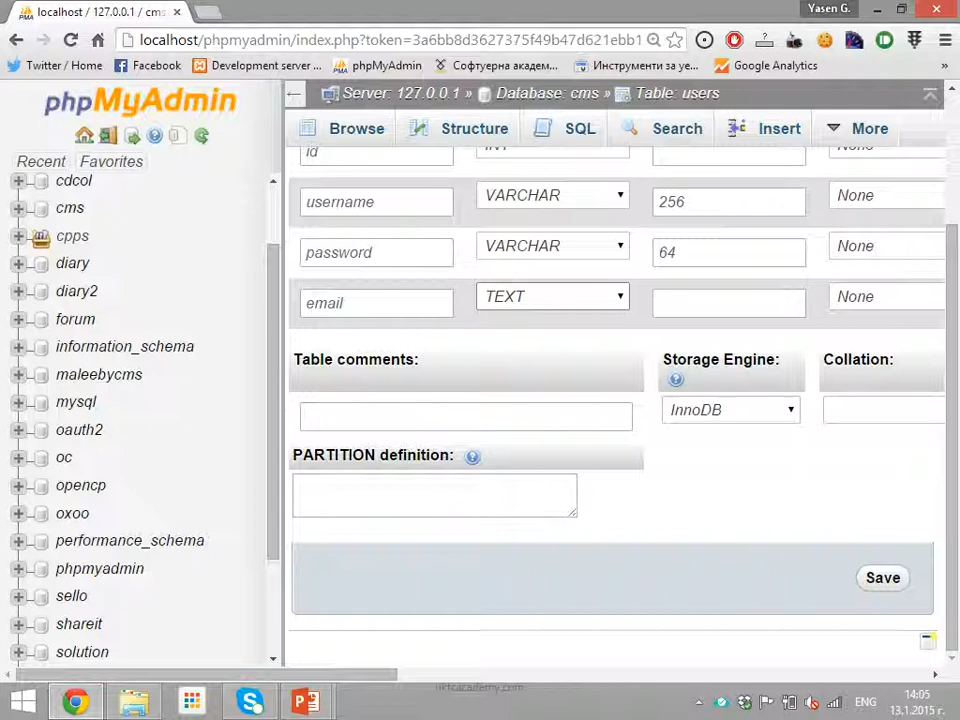 localhost / 127.0.0.1 / cms
Yasen G.
localhost/phpmyadmin/index.php?token=3a6bb8d3627375f49b47d621ebb1
Twitter / Home
Facebook
Development server ...
phpMyAdmin
Софтуерна академ...
Инструменти за уе...
Google Analytics
»
phpMyAdmin
Recent
Favorites
cdcol
cms
cpps
diary
diary2
forum
information_schema
maleebycms
mysql
oauth2
oc
opencp
oxoo
performance_schema
phpmyadmin
sello
shareit
solution
Server: 127.0.0.1 » Database: cms » Table: users
Browse
Structure
SQL
Search
Insert
More
id
INT
None
username
VARCHAR
256
None
password
VARCHAR
64
None
email
TEXT
None
Table comments:
Storage Engine:
Collation:
InnoDB
PARTITION definition:
Save
ENG
14:05
13.1.2015 г.